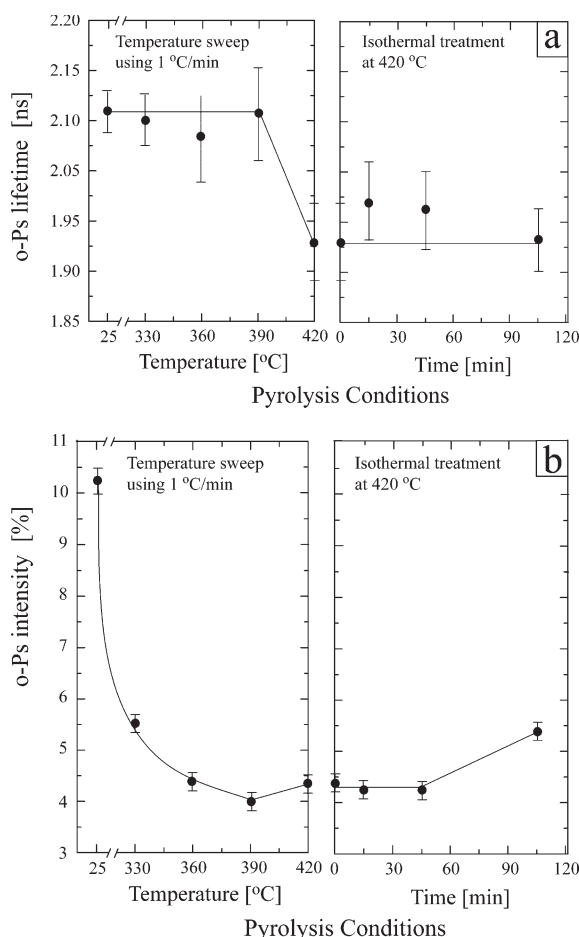 2.20
2.15
2.10
2.05
1.95
1.90
1.85
o-Ps lifetime [ns]
Temperature sweep
using 1 °C/min
Isothermal treatment
at 420 °C
a
25 330 360 390 420 0 30 60 90 120
Temperature [°C] Time [min]
Pyrolysis Conditions
11
10
9
8
7
6
5
4
3
o-Ps intensity [%]
Temperature sweep
using 1 °C/min
Isothermal treatment
at 420 °C
b
25 330 360 390 420 0 30 60 90 120
Temperature [°C] Time [min]
Pyrolysis Conditions